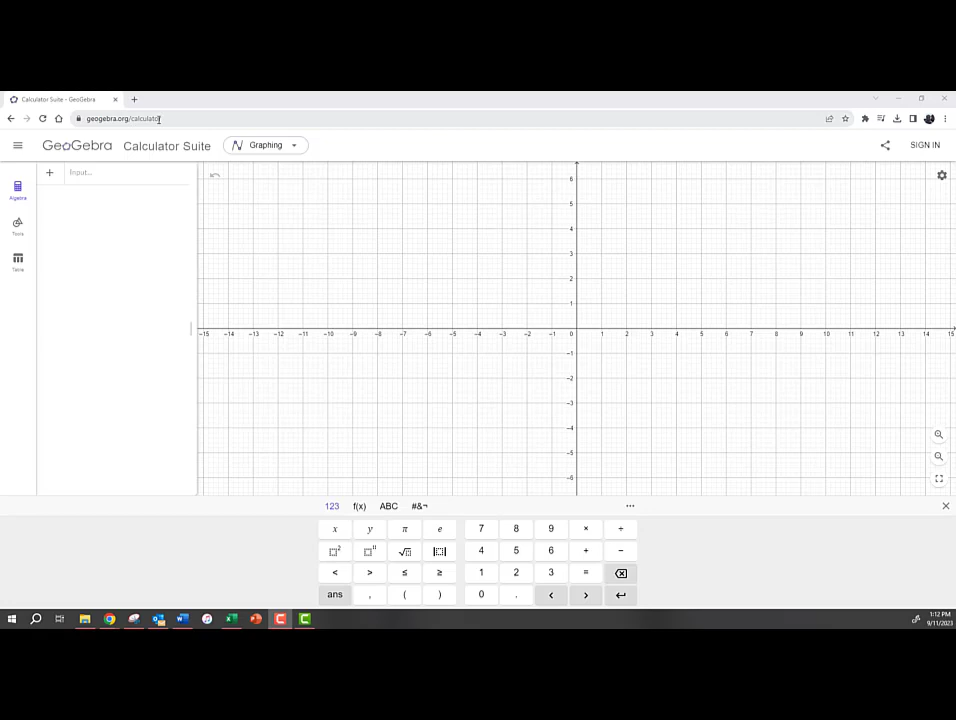 Calculator Suite - GeoGebra
geogebra.org/calculator
GeoGebra Calculator Suite Graphing SIGN IN
+ Input...
Algebra
Tools
Table
6
5
4
3
2
1
−15 −14 −13 −12 −11 −10 −9 −8 −7 −6 −5 −4 −3 −2 −1 0 1 2 3 4 5 6 7 8 9 10 11 12 13 14 15
−1
−2
−3
−4
−5
−6
123 f(x) ABC #&¬
x y π e 7 8 9 × ÷
4 5 6 + −
< > ≤ ≥ 1 2 3 =
ans , ( ) 0 . < >
1:12 PM
9/11/2023